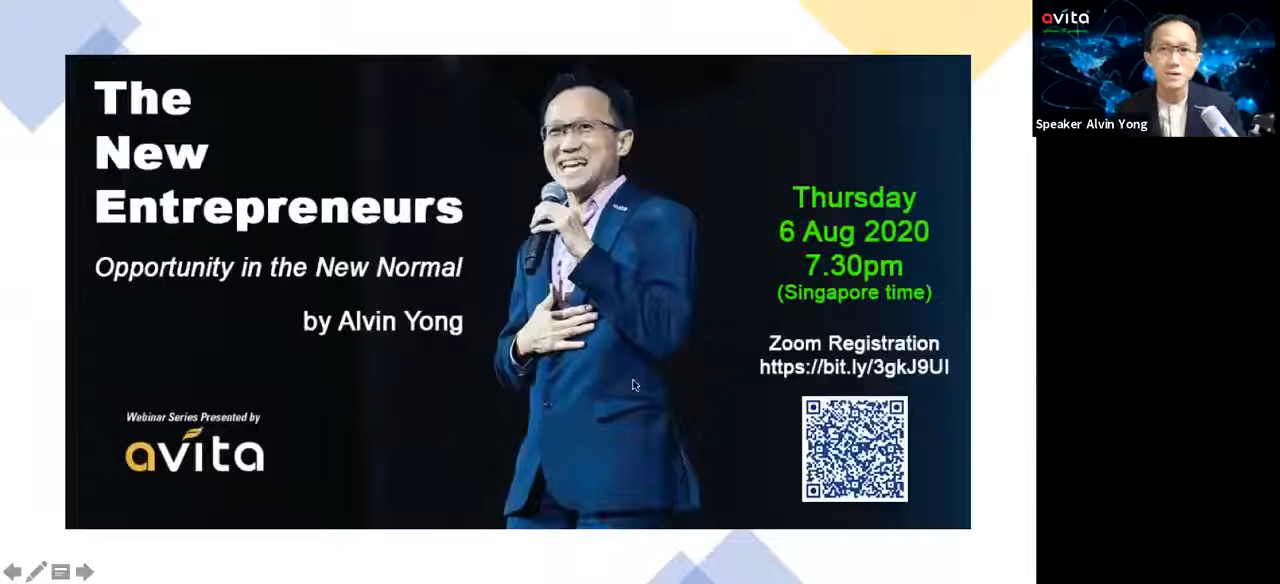 The
New
Entrepreneurs
Opportunity in the New Normal
by Alvin Yong
Webinar Series Presented by
avita
Thursday
6 Aug 2020
7.30pm
(Singapore time)
Zoom Registration
https://bit.ly/3gkJ9UI
avita
Speaker Alvin Yong